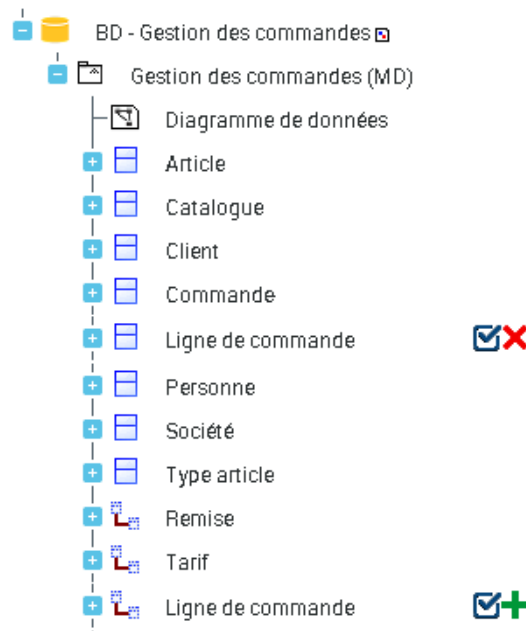 BD - Gestion des commandes
Gestion des commandes (MD)
Diagramme de données
Article
Catalogue
Client
Commande
Ligne de commande
Personne
Société
Type article
Remise
Tarif
Ligne de commande